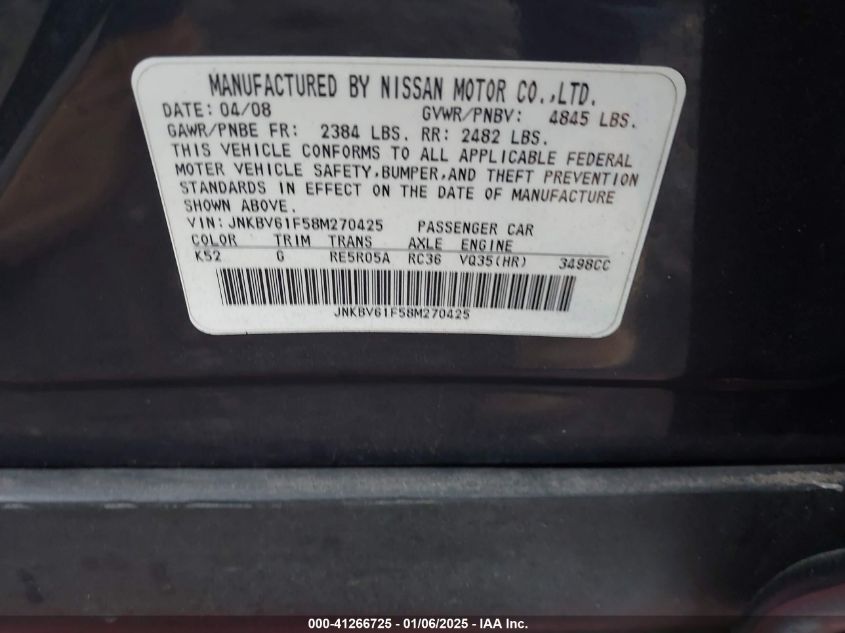 MANUFACTURED BY NISSAN MOTOR CO.,LTD.
DATE: 04/08 GVWR/PNBV: 4845 LBS.
GAWR/PNBE FR: 2384 LBS. RR: 2482 LBS.
THIS VEHICLE CONFORMS TO ALL APPLICABLE FEDERAL
MOTER VEHICLE SAFETY,BUMPER,AND THEFT PREVENTION
STANDARDS IN EFFECT ON THE DATE OF MANUFACTURE
SHOWN ABOVE.
VIN: JNKBV61F58M270425 PASSENGER CAR
COLOR TRIM TRANS AXLE ENGINE
K52 G RE5R05A RC36 VQ35(HR) 3498CC
JNKBV61F58M270425
000-41266725 - 01/06/2025 - IAA Inc.